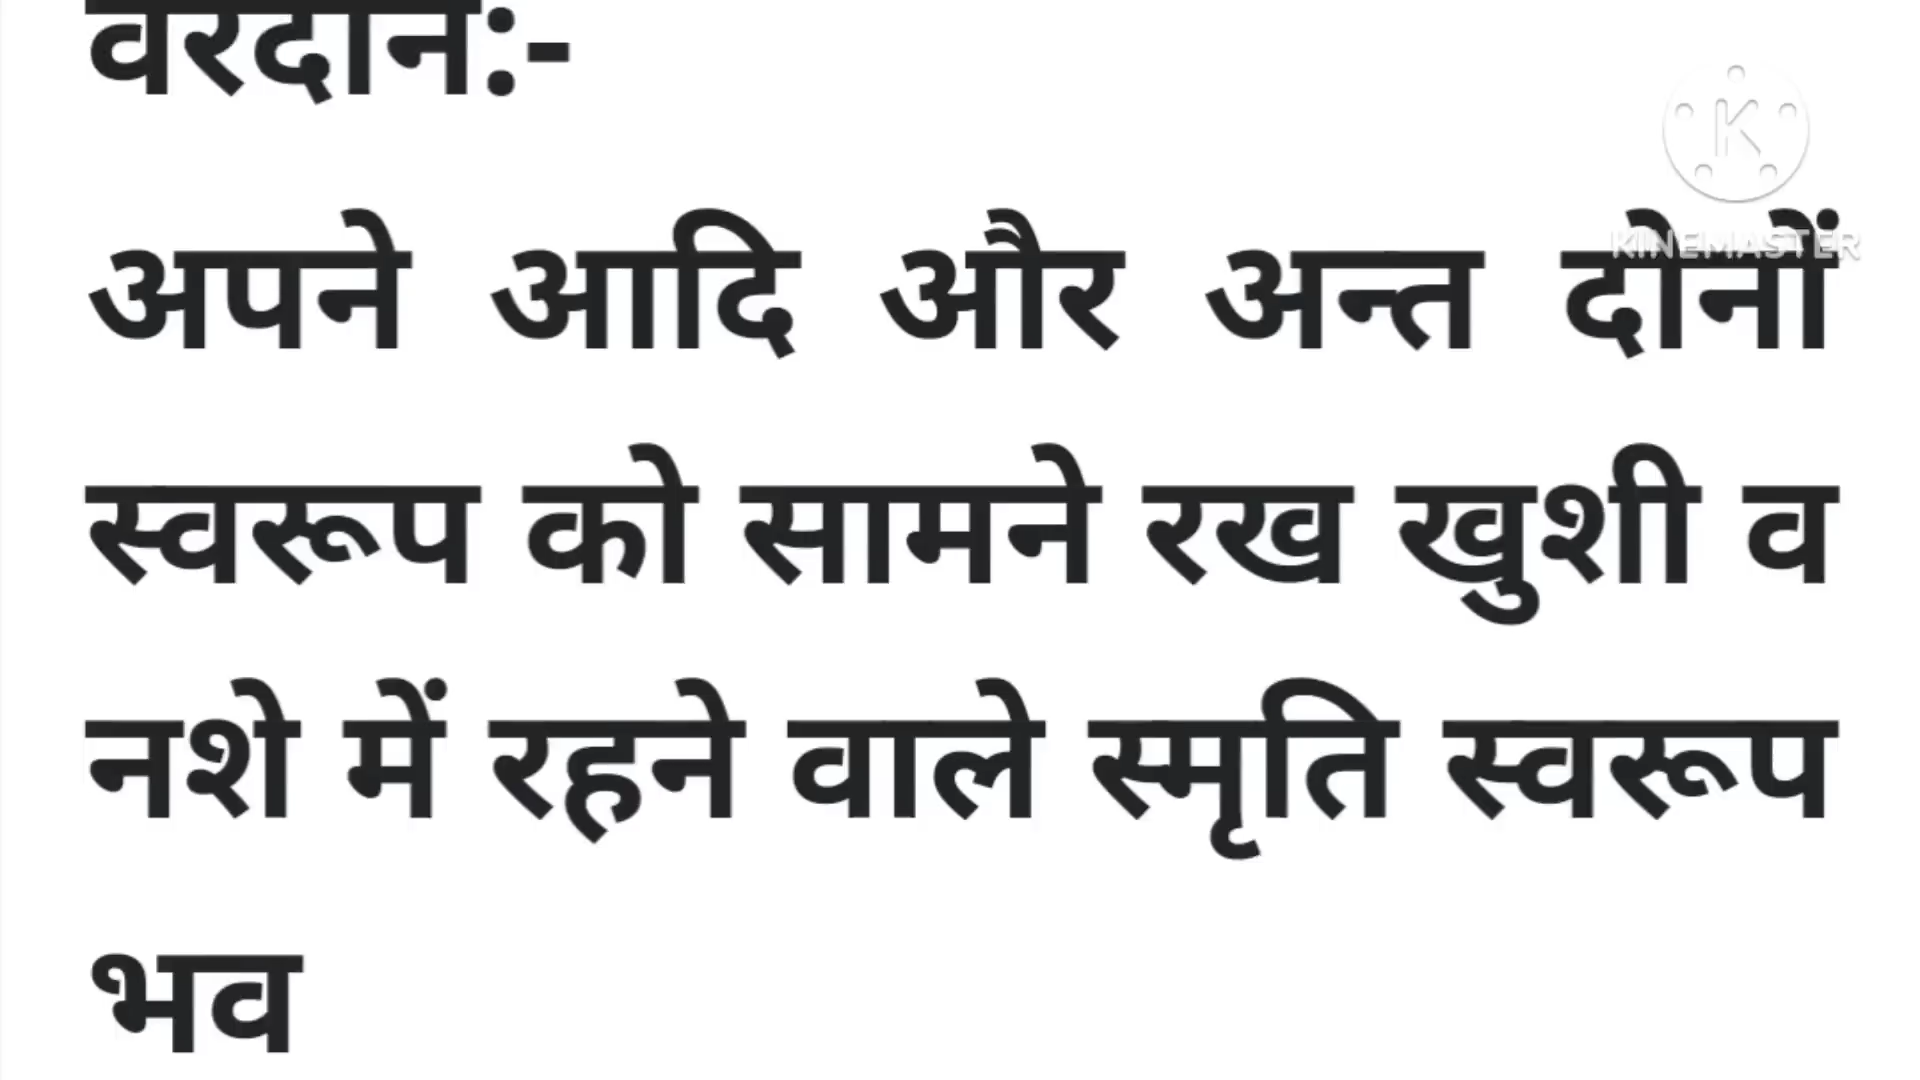 वरदान:-
KINEMASTER
अपने आदि और अन्त दोनों
स्वरूप को सामने रख खुशी व
नशे में रहने वाले स्मृति स्वरूप
भव